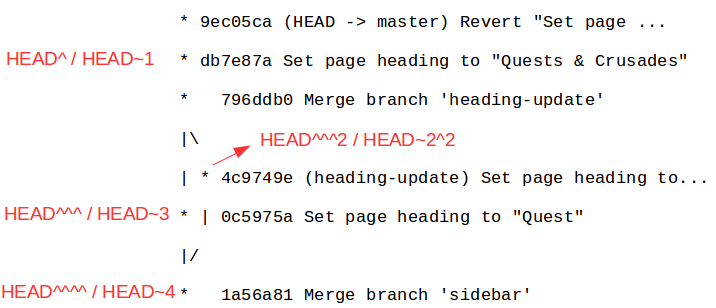 * 9ec05ca (HEAD -> master) Revert "Set page ...
HEAD^ / HEAD~1 * db7e87a Set page heading to "Quests & Crusades"
*   796ddb0 Merge branch 'heading-update'
|\ HEAD^^^2 / HEAD~2^2
| * 4c9749e (heading-update) Set page heading to...
HEAD^^^ / HEAD~3 * | 0c5975a Set page heading to "Quest"
|/
HEAD^^^^ / HEAD~4 *   1a56a81 Merge branch 'sidebar'